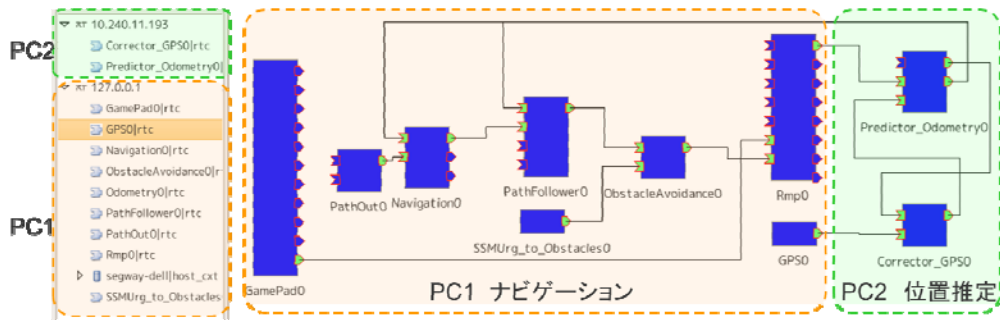 PC2
10.240.11.193
Corrector_GPS0|rtc
Predictor_Odometry0|
PC1
127.0.0.1
GamePad0|rtc
GPS0|rtc
Navigation0|rtc
ObstacleAvoidance0|r
Odometry0|rtc
PathFollower0|rtc
PathOut0|rtc
Rmp0|rtc
segway-dell|host_cxt
SSMUrg_to_Obstacles
GamePad0
PathOut0
Navigation0
PathFollower0
SSMUrg_to_Obstacles0
ObstacleAvoidance0
Rmp0
GPS0
PC1 ナビゲーション
Predictor_Odometry0
Corrector_GPS0
PC2 位置推定